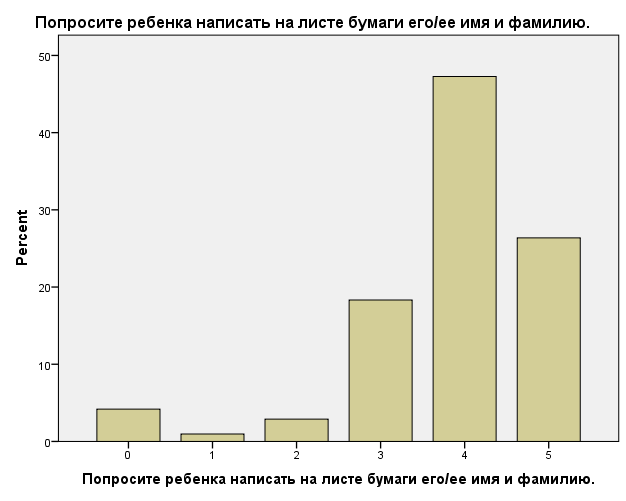 Попросите ребенка написать на листе бумаги его/ее имя и фамилию.
50
40
30
20
10
0
Percent
0 1 2 3 4 5
Попросите ребенка написать на листе бумаги его/ее имя и фамилию.